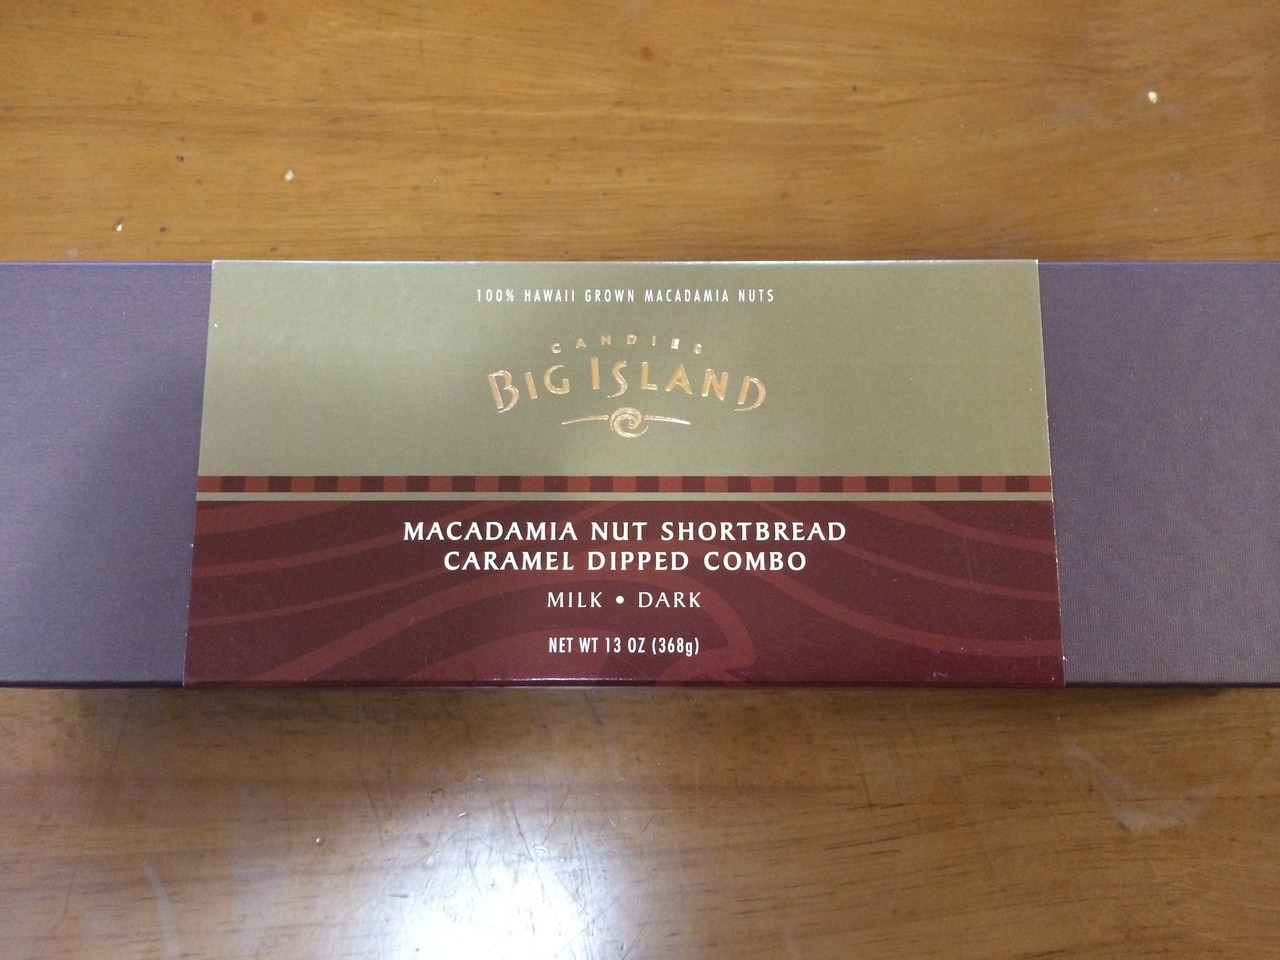 100% HAWAII GROWN MACADAMIA NUTS
CANDIES
BIG ISLAND
MACADAMIA NUT SHORTBREAD
CARAMEL DIPPED COMBO
MILK • DARK
NET WT 13 OZ (368g)